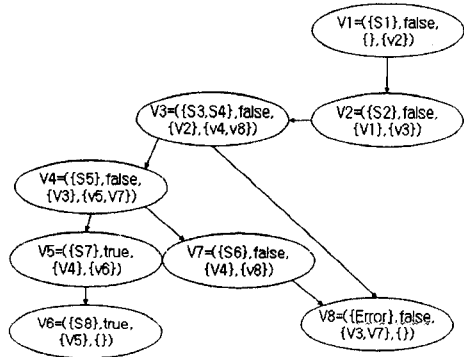 V1=({S1},false,
{},{v2})
V3=({S3,S4},false,
{V2},{v4,v8})
V2=({S2},false,
{V1},{v3})
V4=({S5},false,
{V3},{v5,V7})
V5=({S7},true,
{V4},{v6})
V7=({S6},false,
{V4},{v8})
V6=({S8},true,
{V5},{})
V8=({Error},false,
{V3,V7},{})